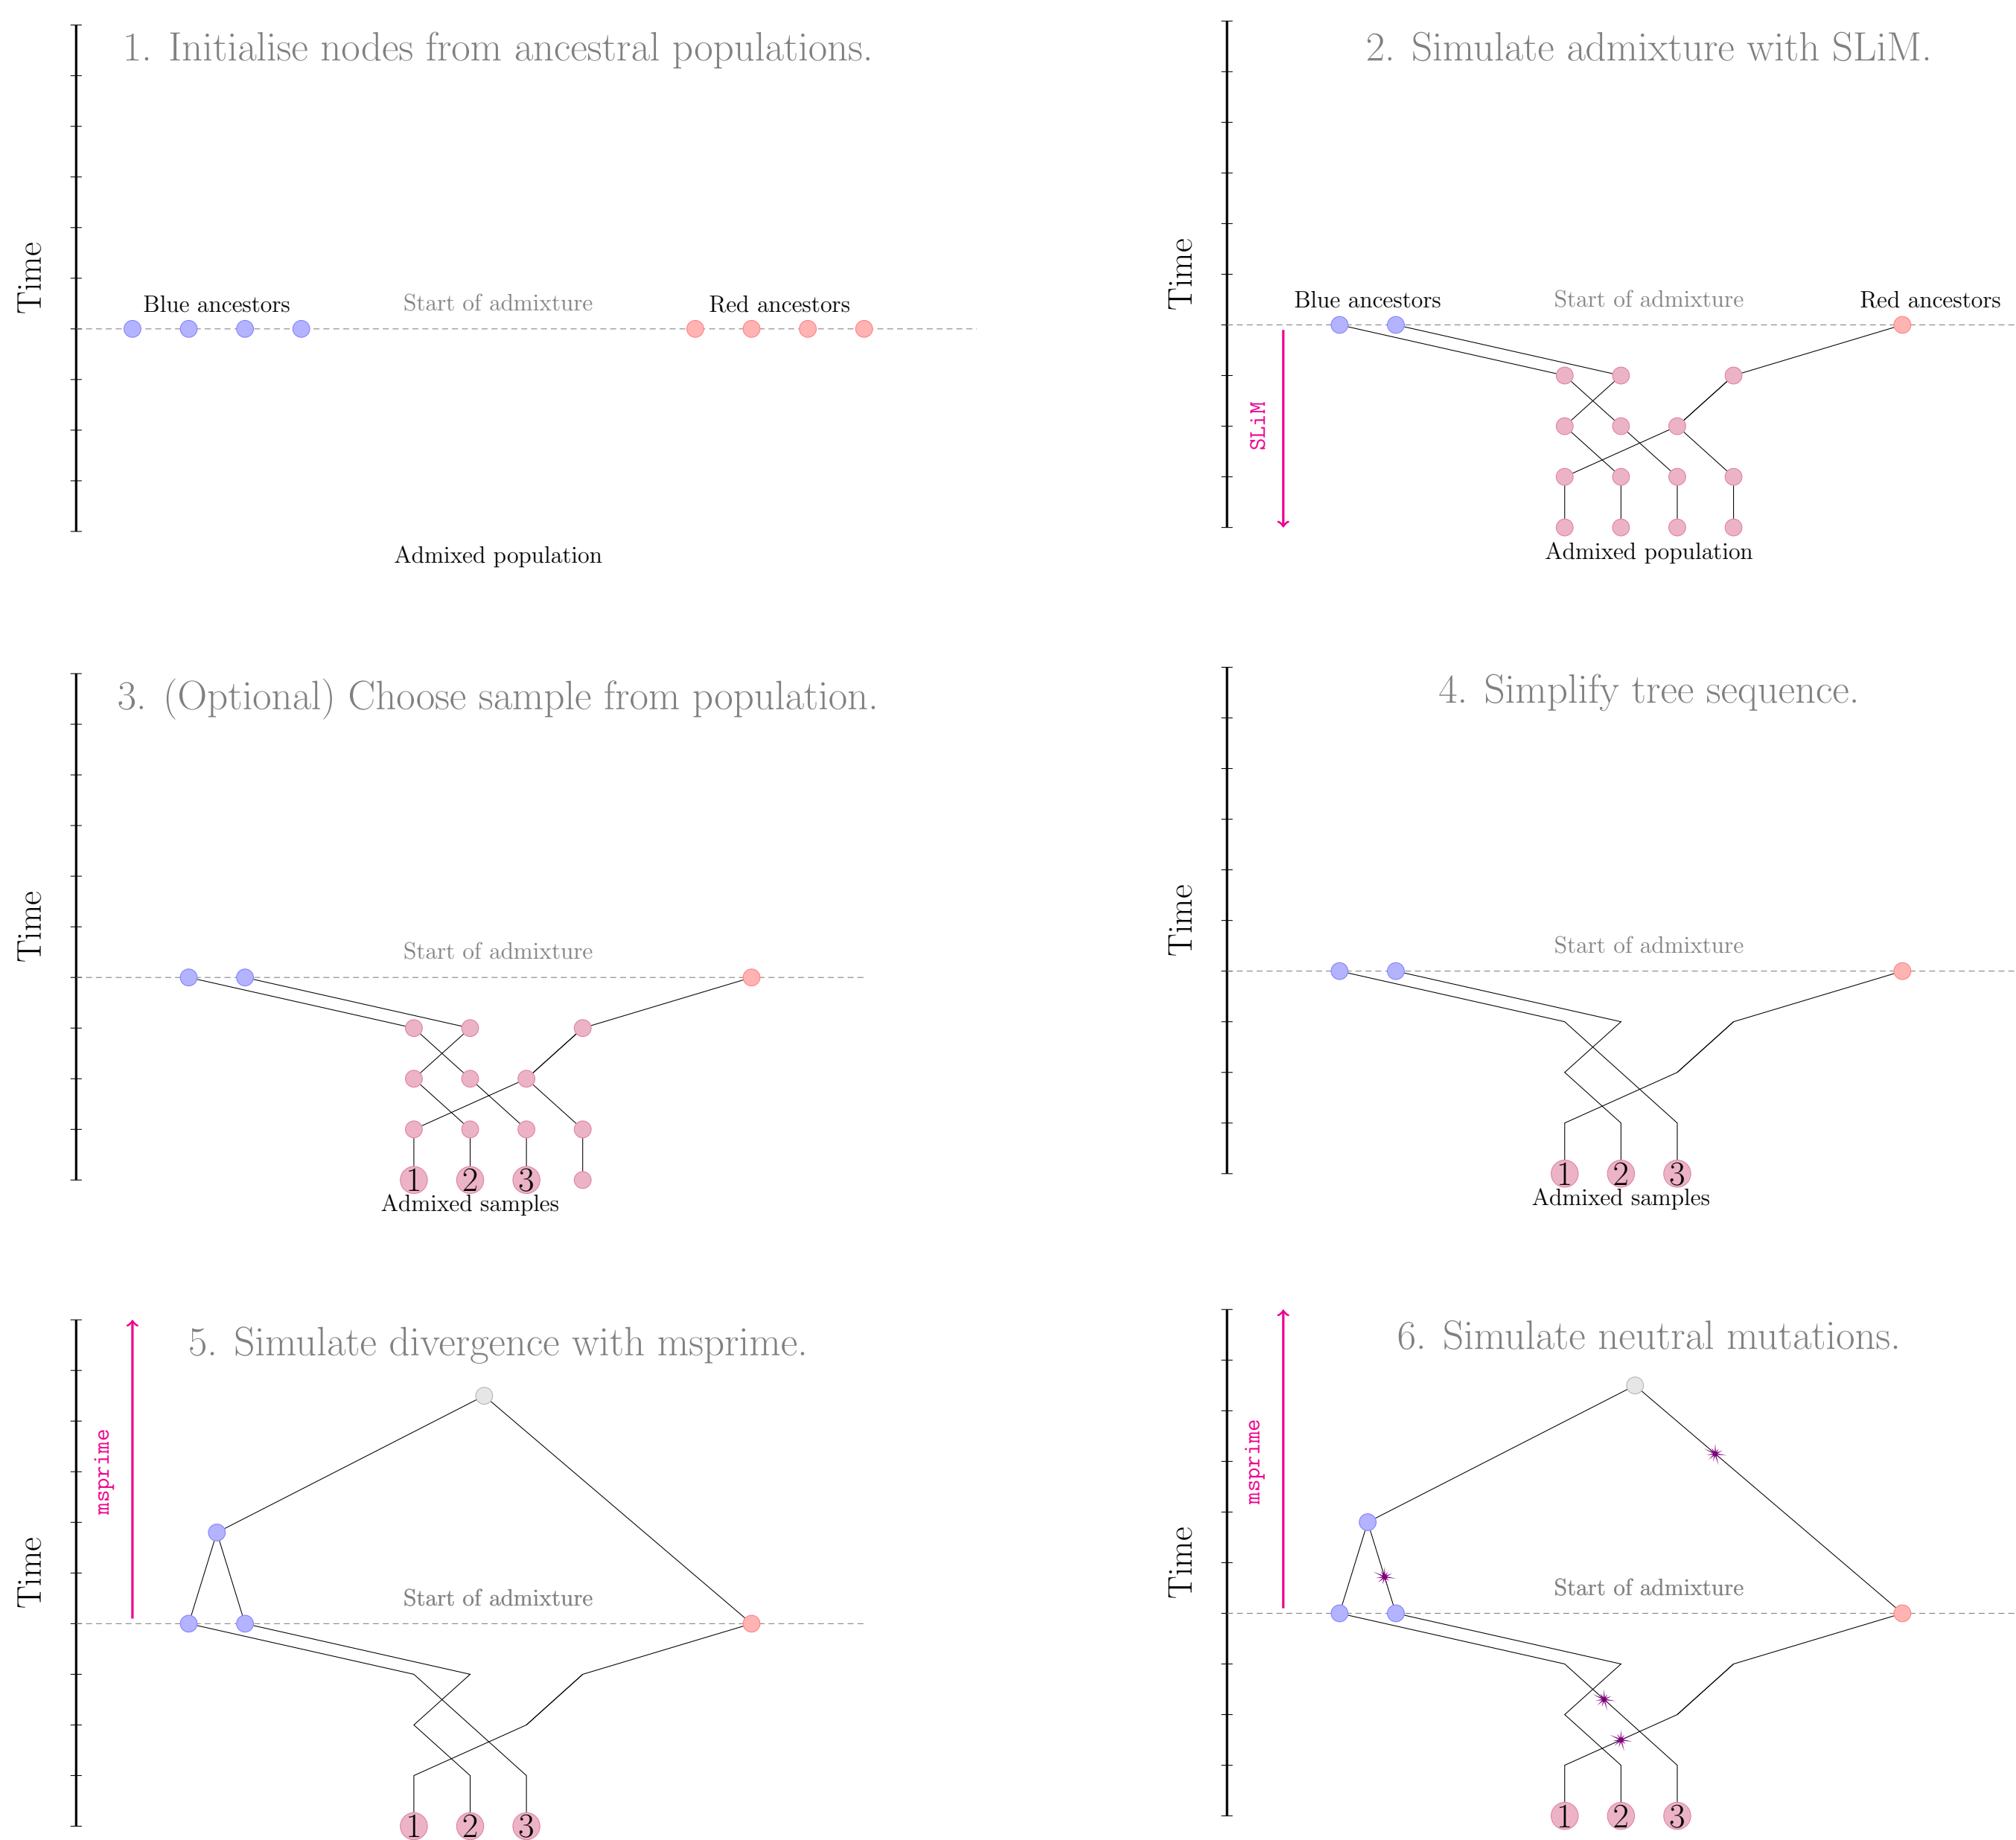 1. Initialise nodes from ancestral populations.
Time
Blue ancestors
Start of admixture
Red ancestors
Admixed population
2. Simulate admixture with SLiM.
Time
Blue ancestors
Start of admixture
Red ancestors
SLiM
Admixed population
3. (Optional) Choose sample from population.
Time
Start of admixture
1 2 3
Admixed samples
4. Simplify tree sequence.
Time
Start of admixture
1 2 3
Admixed samples
5. Simulate divergence with msprime.
msprime
Time
Start of admixture
1 2 3
6. Simulate neutral mutations.
msprime
Time
Start of admixture
1 2 3